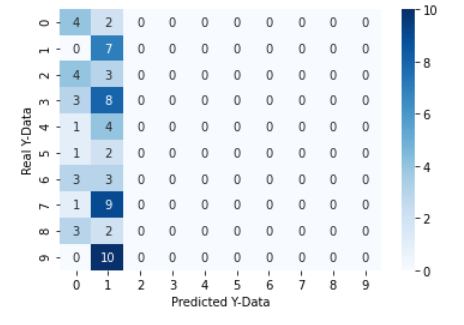 0 4 2 0 0 0 0 0 0 0 0
1 0 7 0 0 0 0 0 0 0 0
2 4 3 0 0 0 0 0 0 0 0
3 3 8 0 0 0 0 0 0 0 0
4 1 4 0 0 0 0 0 0 0 0
5 1 2 0 0 0 0 0 0 0 0
6 3 3 0 0 0 0 0 0 0 0
7 1 9 0 0 0 0 0 0 0 0
8 3 2 0 0 0 0 0 0 0 0
9 0 10 0 0 0 0 0 0 0 0
0 1 2 3 4 5 6 7 8 9
Predicted Y-Data
Real Y-Data
10
8
6
4
2
0